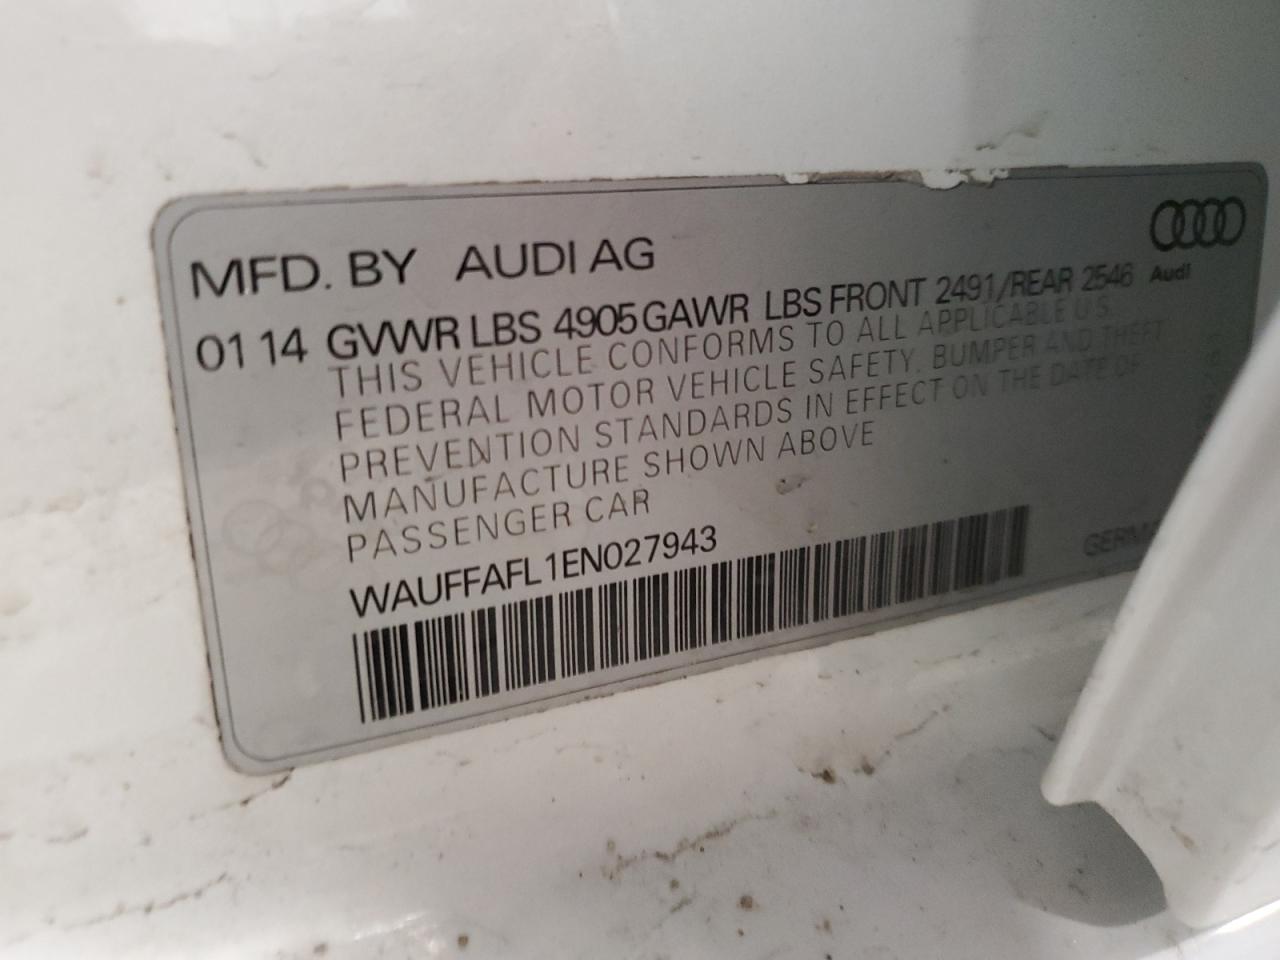 MFD. BY AUDI AG
Audi
01 14 GVWR LBS 4905 GAWR LBS FRONT 2491/REAR 2546
THIS VEHICLE CONFORMS TO ALL APPLICABLE U.S.
FEDERAL MOTOR VEHICLE SAFETY. BUMPER AND THEFT
PREVENTION STANDARDS IN EFFECT ON THE DATE OF
MANUFACTURE SHOWN ABOVE
PASSENGER CAR
WAUFFAFL1EN027943